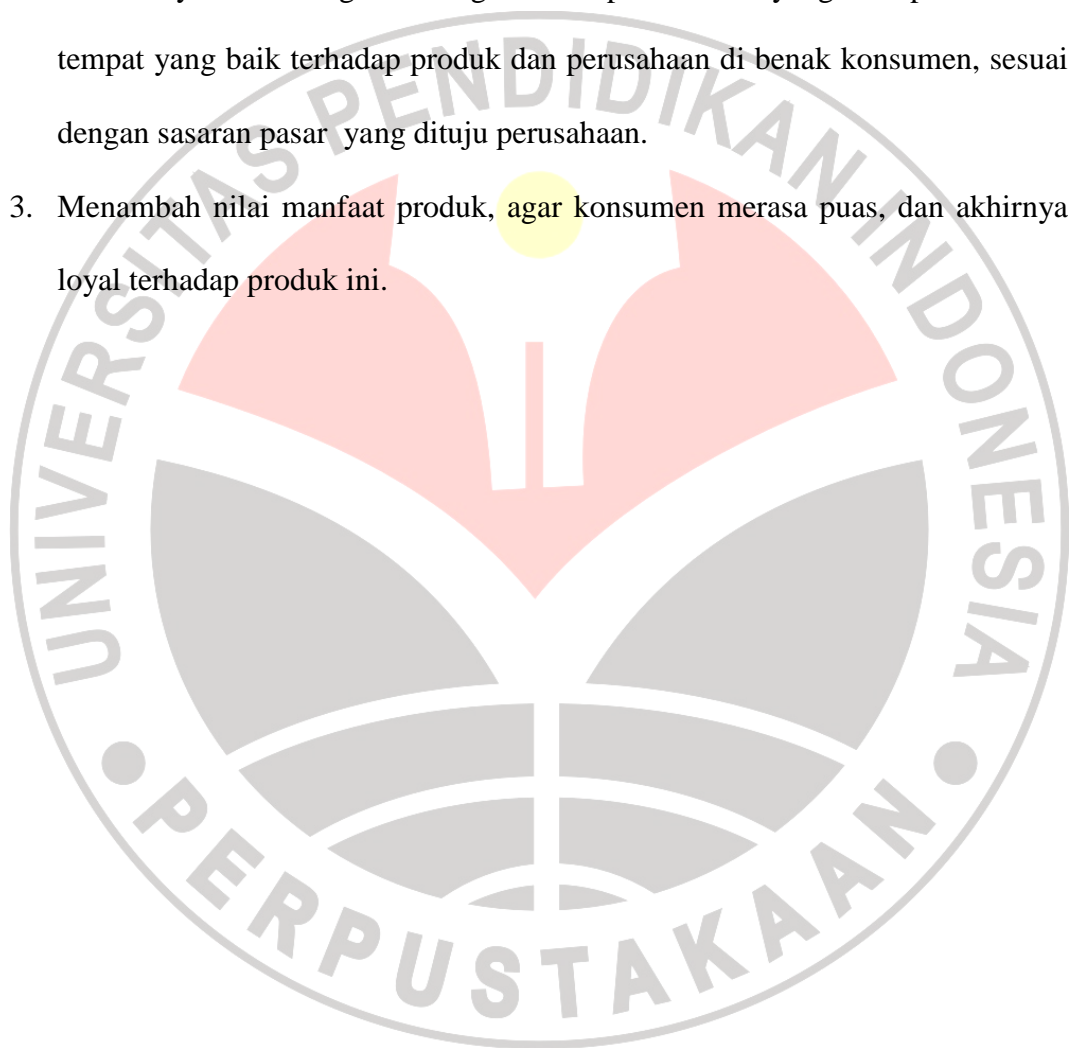 tempat yang baik terhadap produk dan perusahaan di benak konsumen, sesuai
dengan sasaran pasar  yang dituju perusahaan.
3. Menambah nilai manfaat produk, agar konsumen merasa puas, dan akhirnya
loyal terhadap produk ini.
UNIVERSITAS PENDIDIKAN INDONESIA
PERPUSTAKAAN